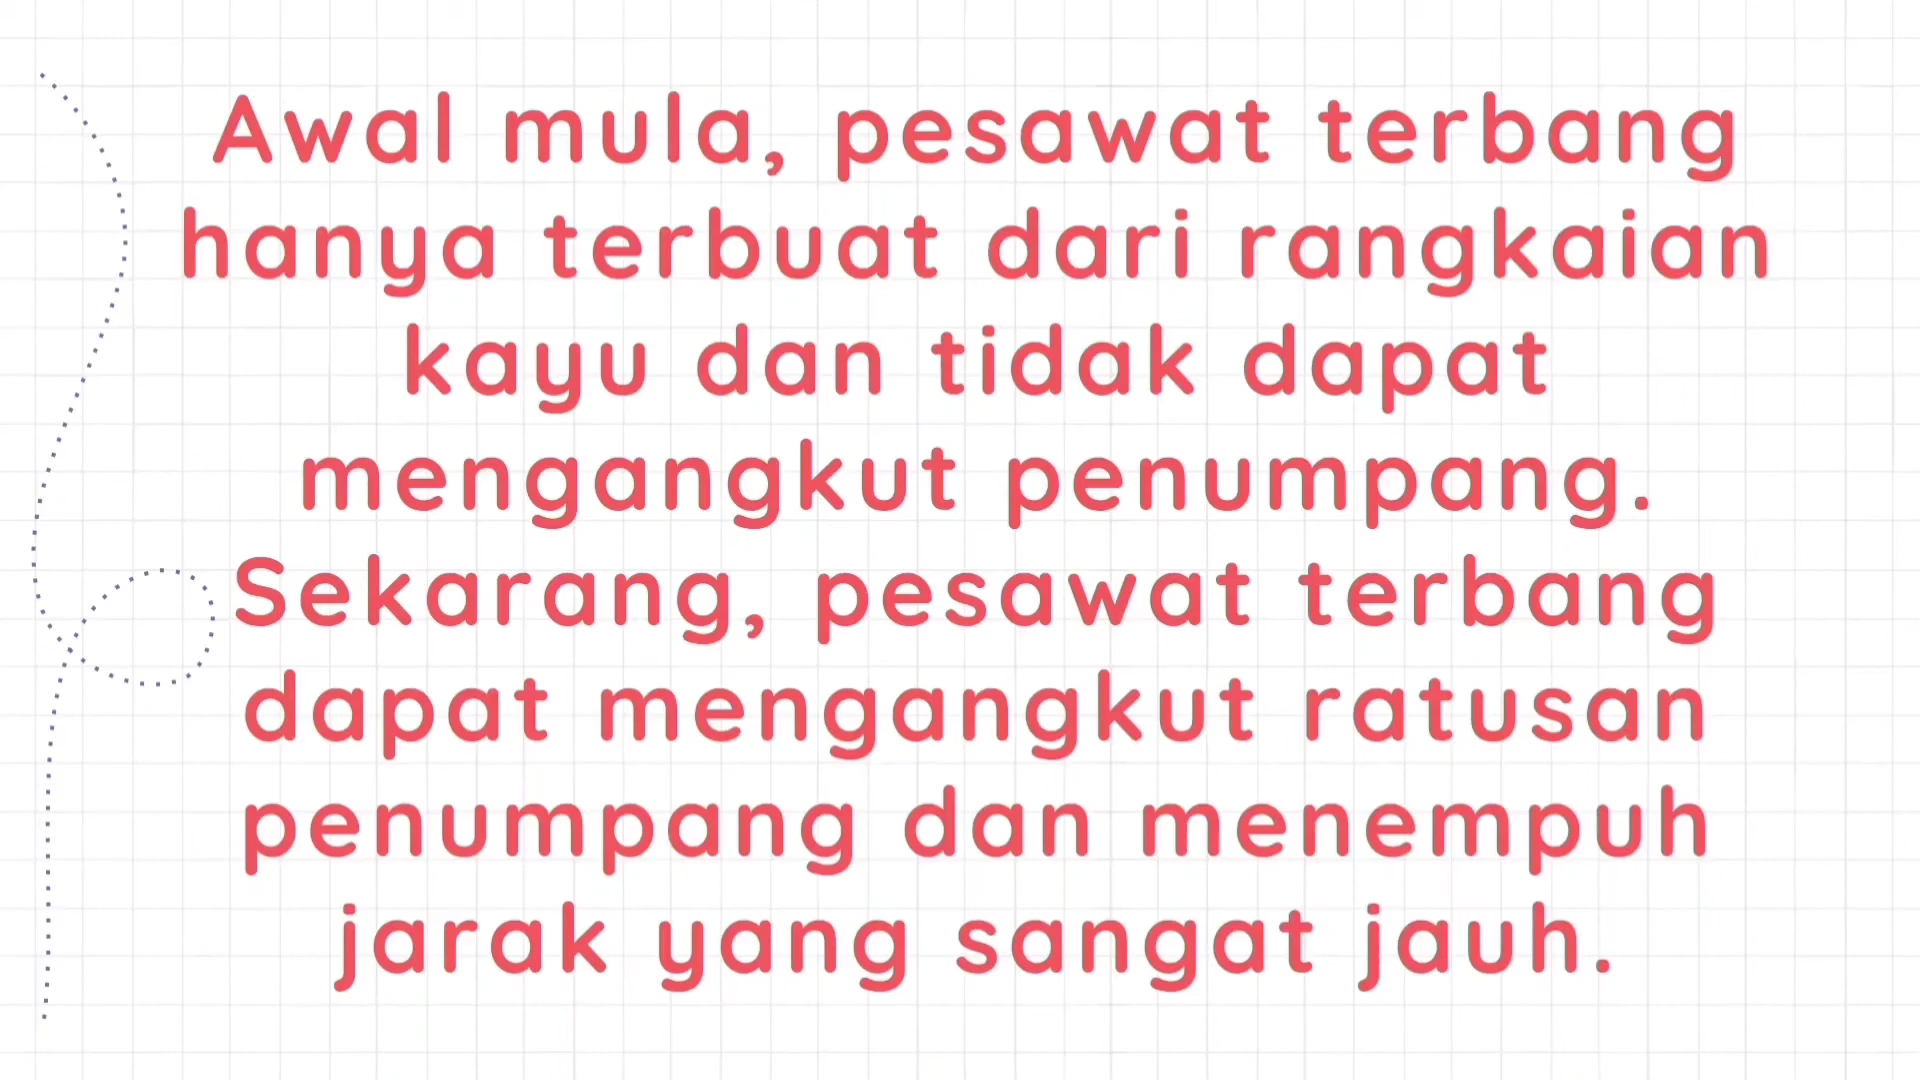 Awal mula, pesawat terbang
hanya terbuat dari rangkaian
kayu dan tidak dapat
mengangkut penumpang.
Sekarang, pesawat terbang
dapat mengangkut ratusan
penumpang dan menempuh
jarak yang sangat jauh.